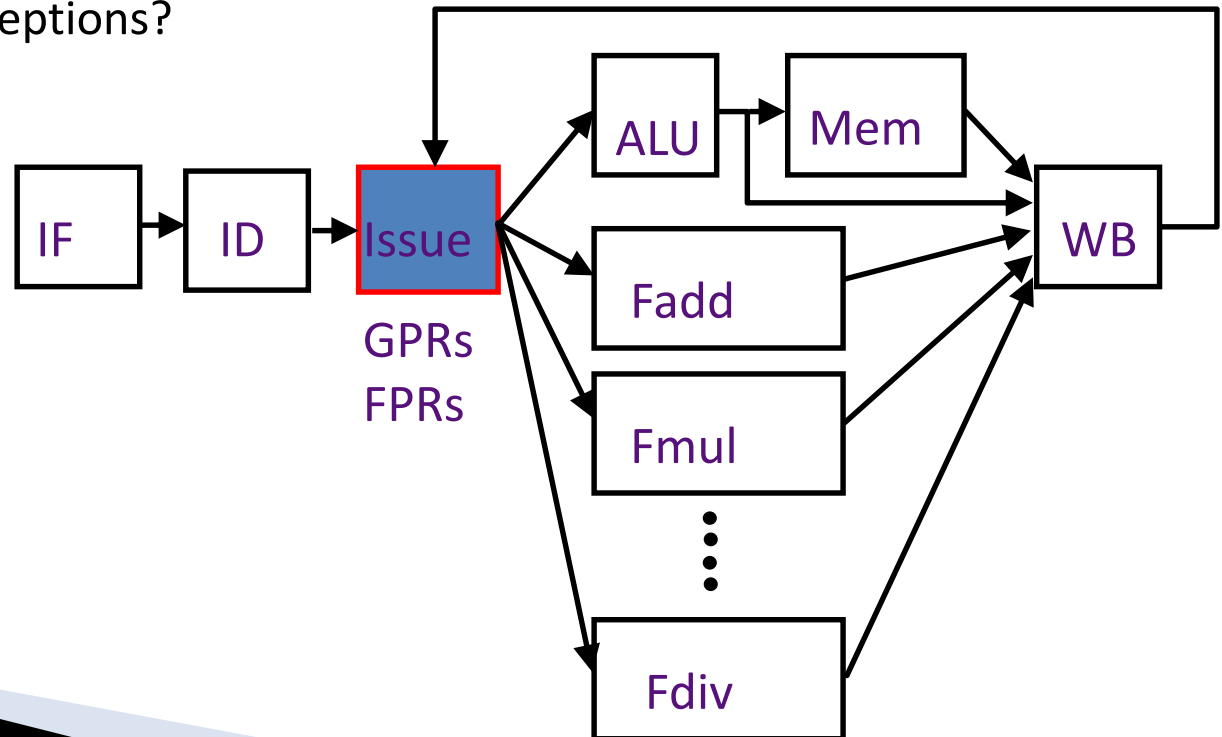 eptions?
ALU
Mem
IF
ID
Issue
WB
Fadd
GPRs
FPRs
Fmul
Fdiv